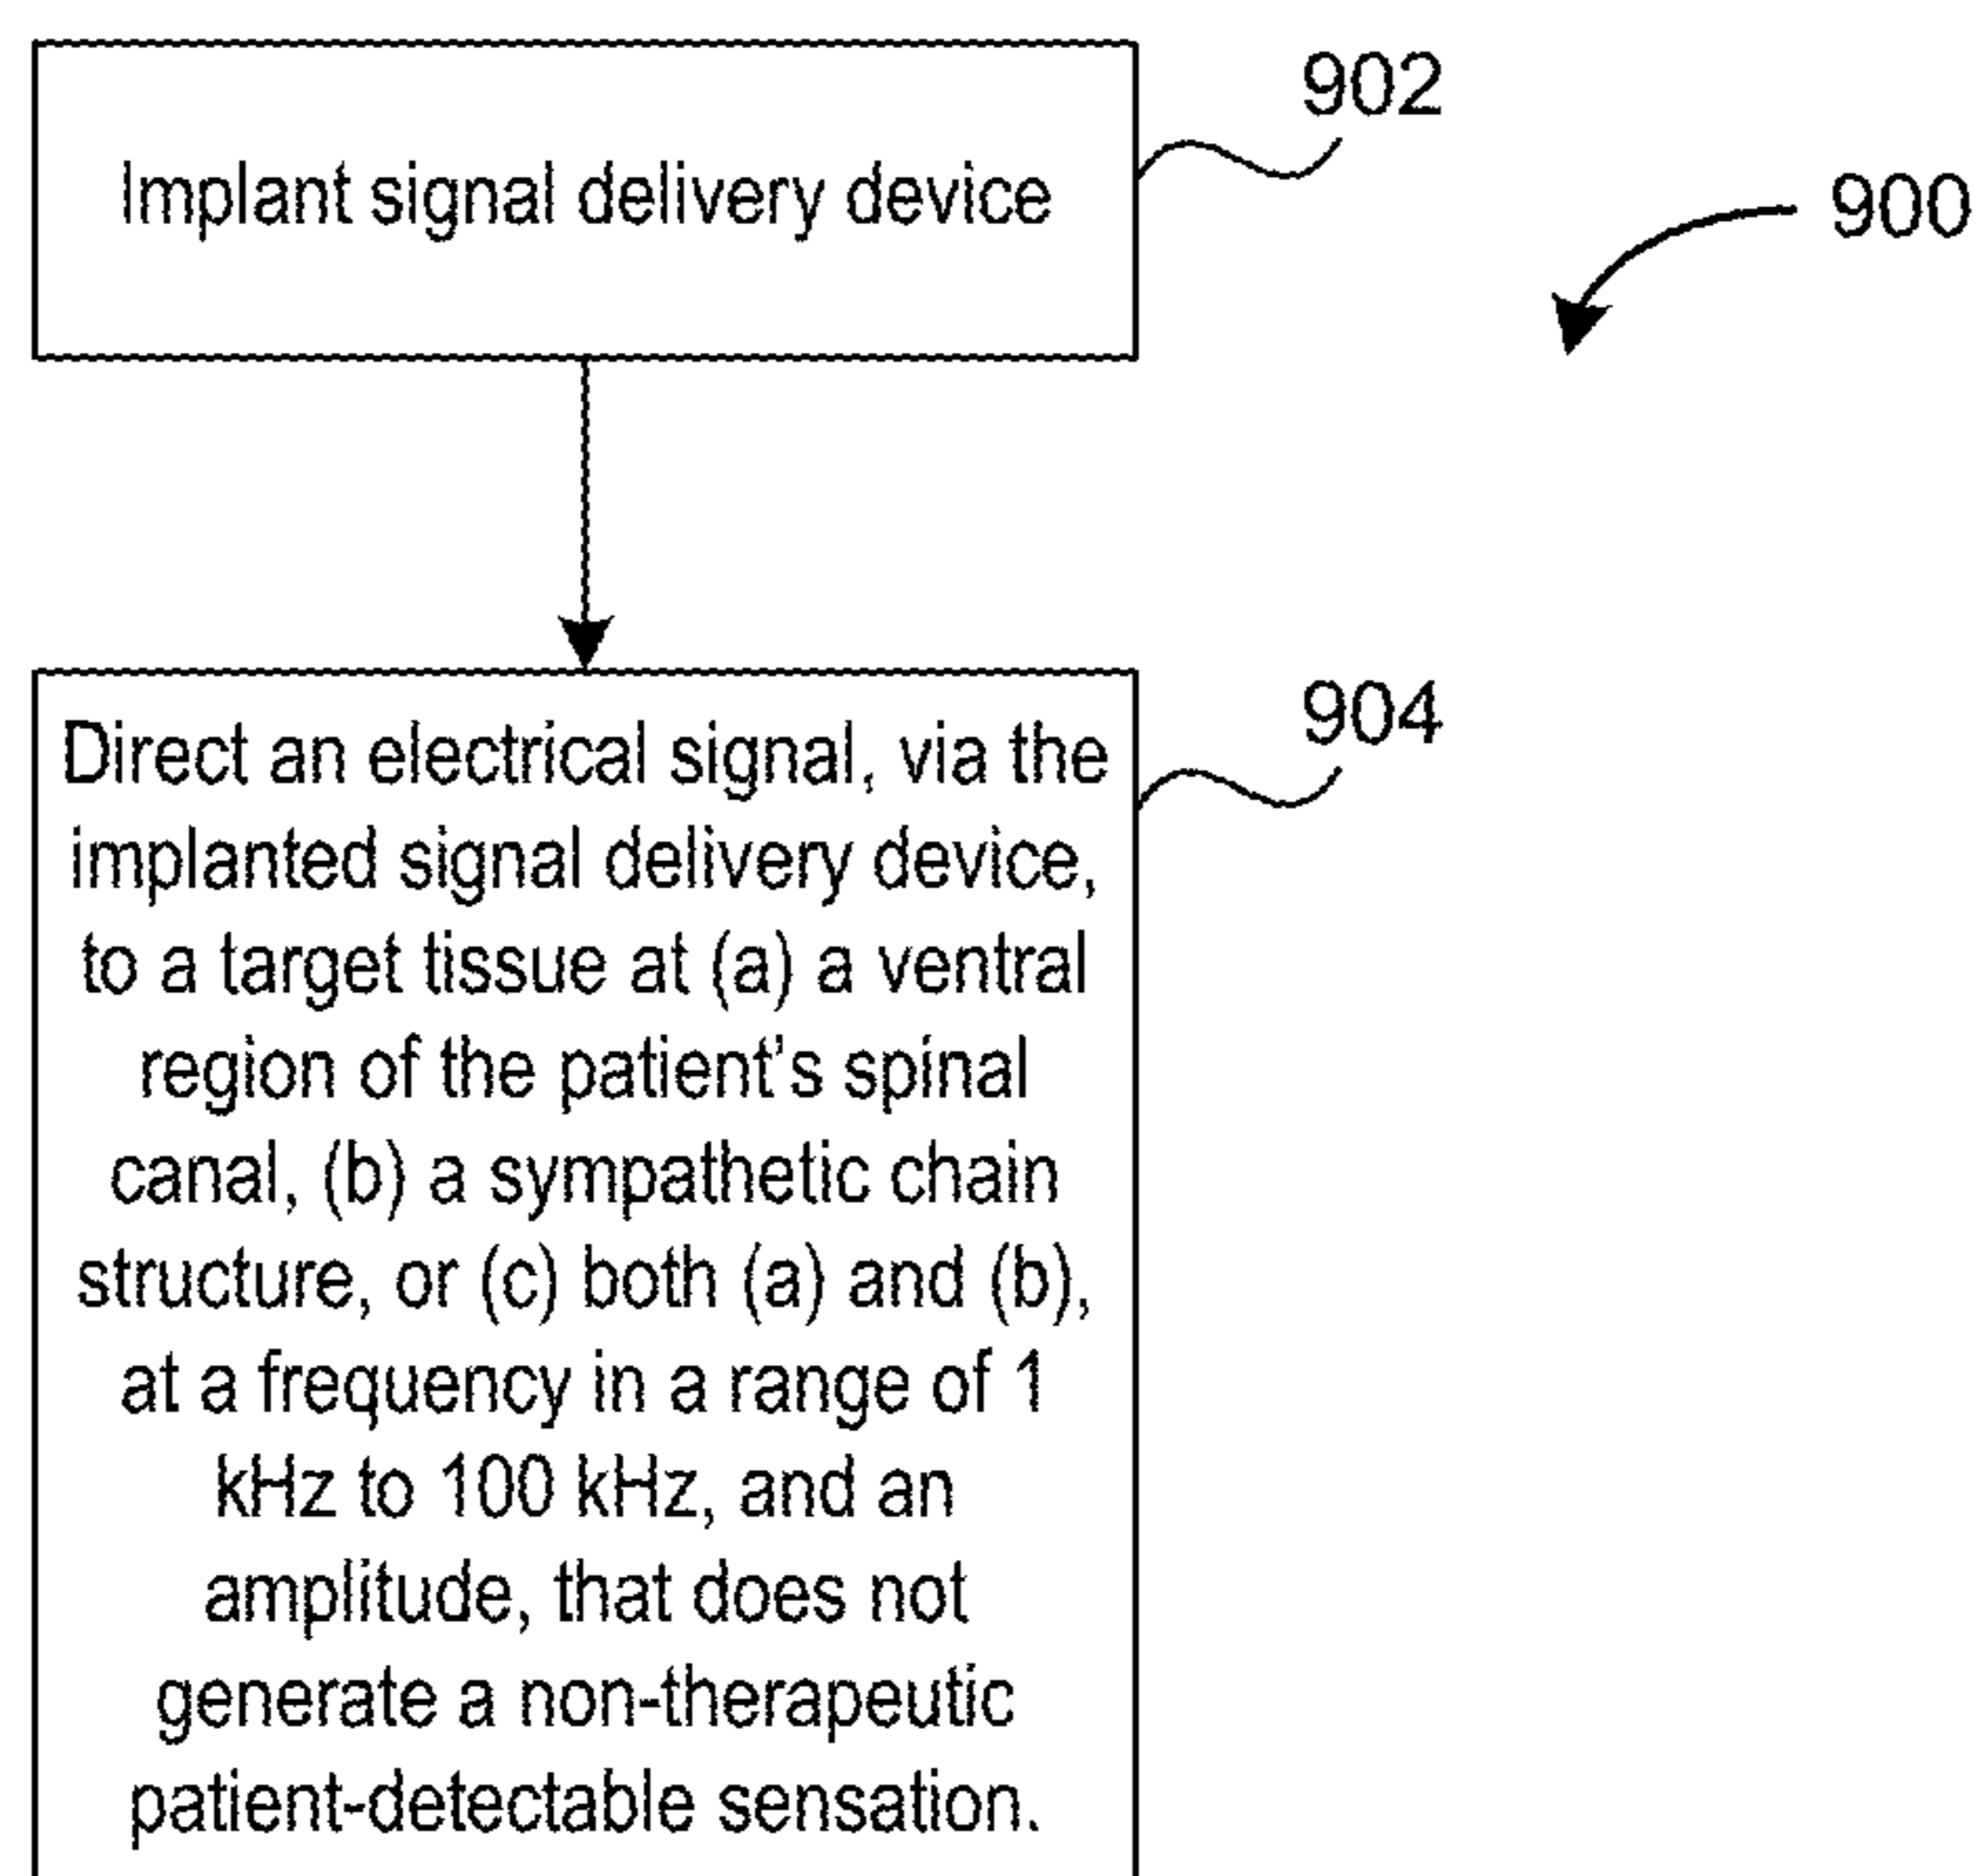 Implant signal delivery device
902
900
Direct an electrical signal, via the
implanted signal delivery device,
to a target tissue at (a) a ventral
region of the patient’s spinal
canal, (b) a sympathetic chain
structure, or (c) both (a) and (b),
at a frequency in a range of 1
kHz to 100 kHz, and an
amplitude, that does not
generate a non-therapeutic
patient-detectable sensation.
904